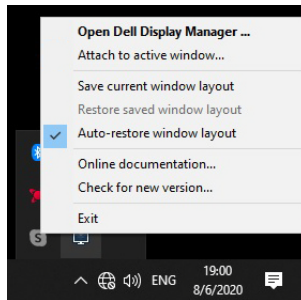 Open Dell Display Manager ...
Attach to active window...
Save current window layout
Restore saved window layout
Auto-restore window layout
Online documentation...
Check for new version...
Exit
S
ENG
19:00
8/6/2020